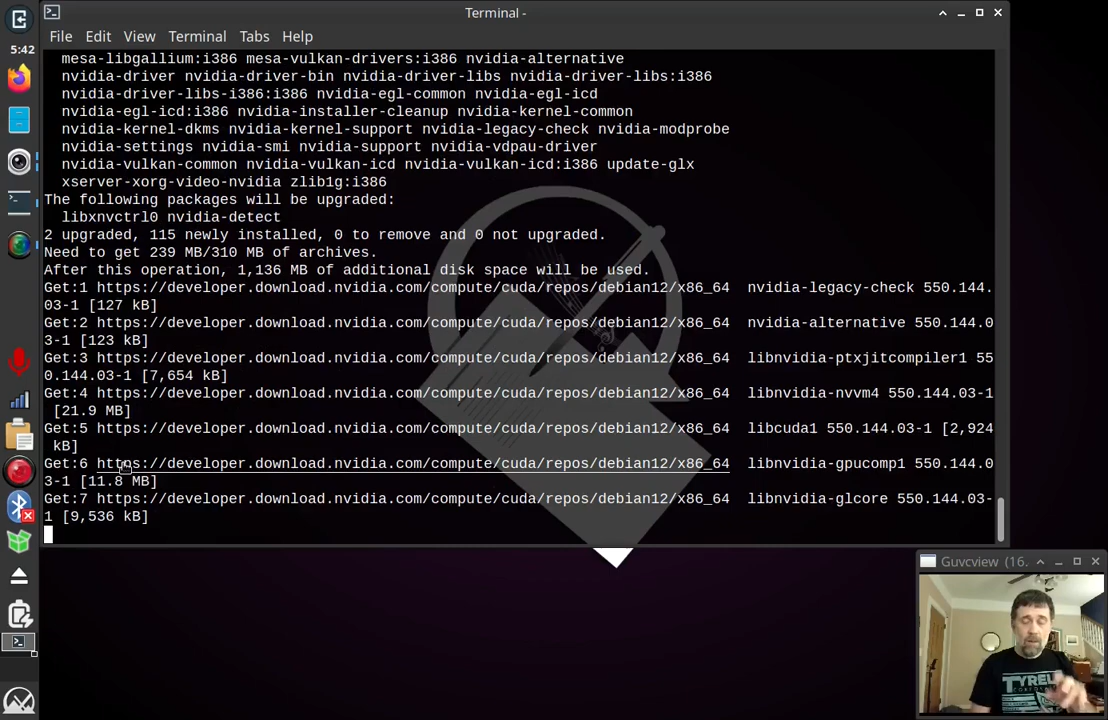 Terminal -
5:42
File Edit View Terminal Tabs Help
mesa-libgallium:i386 mesa-vulkan-drivers:i386 nvidia-alternative
nvidia-driver nvidia-driver-bin nvidia-driver-libs nvidia-driver-libs:i386
nvidia-driver-libs-i386:i386 nvidia-egl-common nvidia-egl-icd
nvidia-egl-icd:i386 nvidia-installer-cleanup nvidia-kernel-common
nvidia-kernel-dkms nvidia-kernel-support nvidia-legacy-check nvidia-modprobe
nvidia-settings nvidia-smi nvidia-support nvidia-vdpau-driver
nvidia-vulkan-common nvidia-vulkan-icd nvidia-vulkan-icd:i386 update-glx
xserver-xorg-video-nvidia zlib1g:i386
The following packages will be upgraded:
libxnvctrl0 nvidia-detect
2 upgraded, 115 newly installed, 0 to remove and 0 not upgraded.
Need to get 239 MB/310 MB of archives.
After this operation, 1,136 MB of additional disk space will be used.
Get:1 https://developer.download.nvidia.com/compute/cuda/repos/debian12/x86_64 nvidia-legacy-check 550.144.
03-1 [127 kB]
Get:2 https://developer.download.nvidia.com/compute/cuda/repos/debian12/x86_64 nvidia-alternative 550.144.0
3-1 [123 kB]
Get:3 https://developer.download.nvidia.com/compute/cuda/repos/debian12/x86_64 libnvidia-ptxjitcompiler1 55
0.144.03-1 [7,654 kB]
Get:4 https://developer.download.nvidia.com/compute/cuda/repos/debian12/x86_64 libnvidia-nvvm4 550.144.03-1
[21.9 MB]
Get:5 https://developer.download.nvidia.com/compute/cuda/repos/debian12/x86_64 libcuda1 550.144.03-1 [2,924
kB]
Get:6 https://developer.download.nvidia.com/compute/cuda/repos/debian12/x86_64 libnvidia-gpucomp1 550.144.0
3-1 [11.8 MB]
Get:7 https://developer.download.nvidia.com/compute/cuda/repos/debian12/x86_64 libnvidia-glcore 550.144.03-
1 [9,536 kB]
Guvcview (16.
TYREL
CORPORA